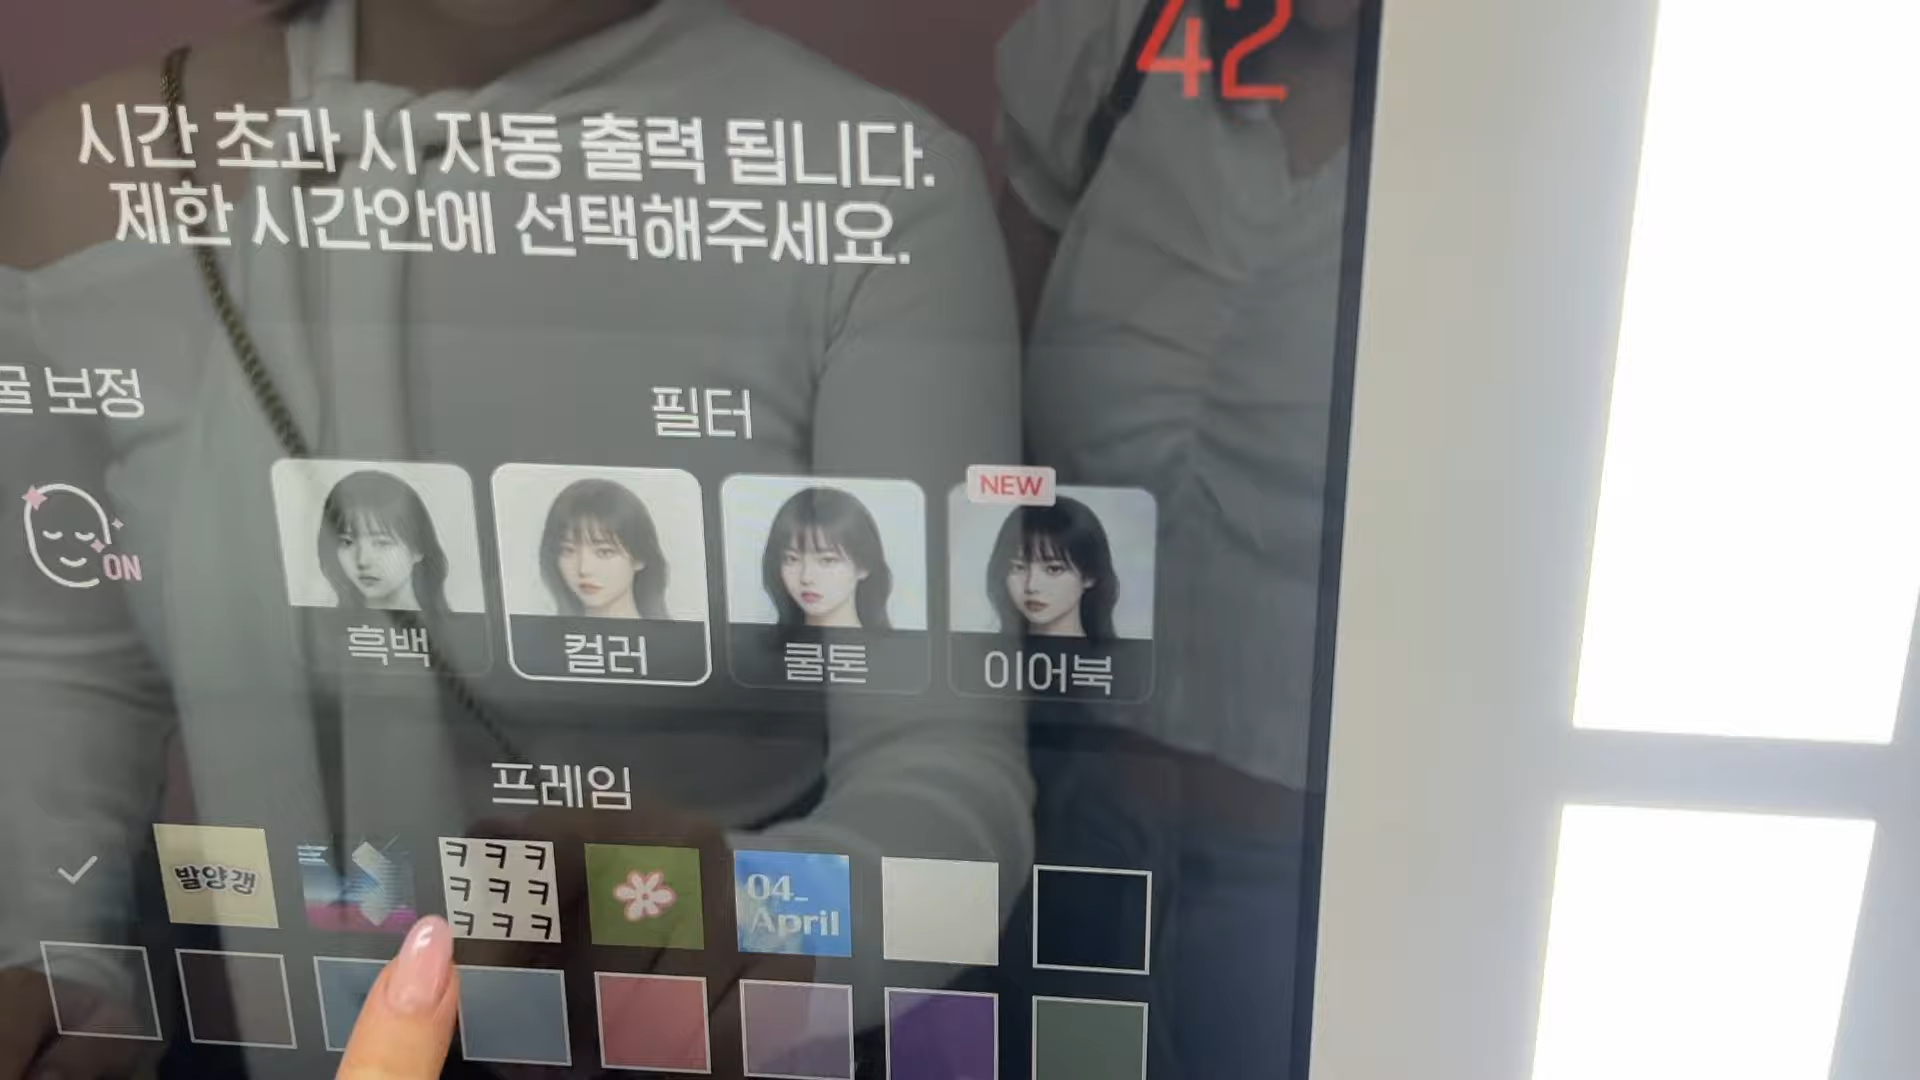 42
시간 초과 시 자동 출력 됩니다.
제한 시간안에 선택해주세요.
보정
필터
ON
NEW
흑백
컬러
쿨톤
이어북
프레임
발양갱
ㅋㅋㅋ
ㅋㅋㅋ
ㅋㅋㅋ
04_
April